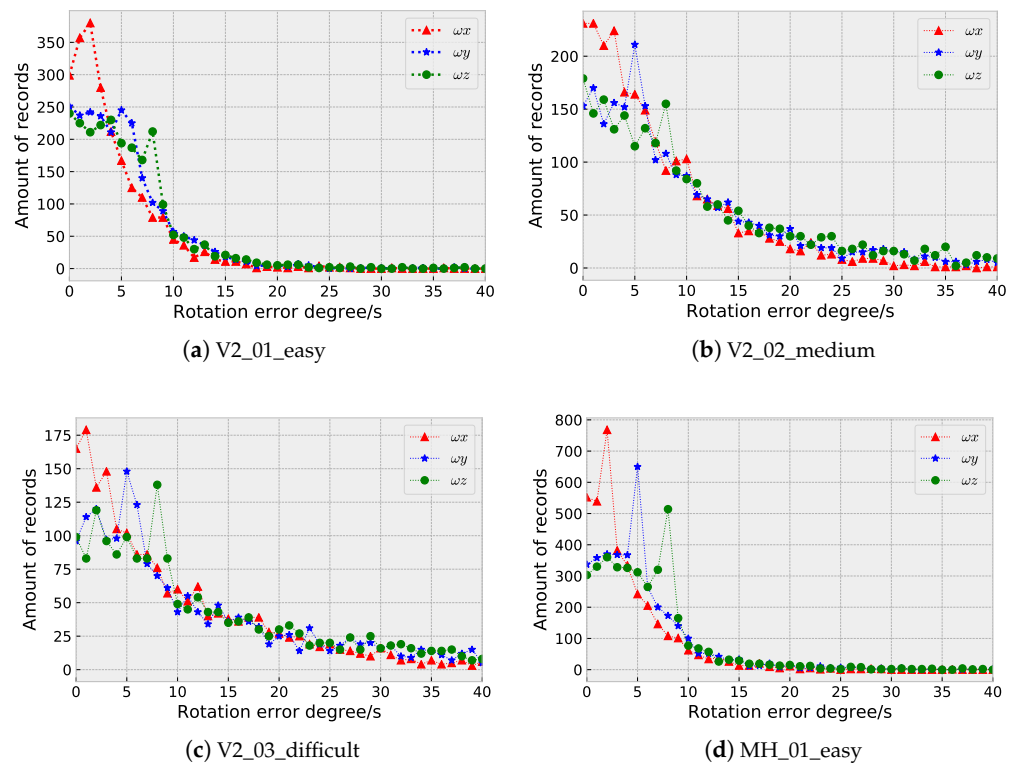 350
300
250
200
150
100
50
0
Amount of records
ωx
ωy
ωz
0 5 10 15 20 25 30 35 40
Rotation error degree/s
(a) V2_01_easy
200
150
100
50
0
Amount of records
ωx
ωy
ωz
0 5 10 15 20 25 30 35 40
Rotation error degree/s
(b) V2_02_medium
175
150
125
100
75
50
25
0
Amount of records
ωx
ωy
ωz
0 5 10 15 20 25 30 35 40
Rotation error degree/s
(c) V2_03_difficult
800
700
600
500
400
300
200
100
0
Amount of records
ωx
ωy
ωz
0 5 10 15 20 25 30 35 40
Rotation error degree/s
(d) MH_01_easy